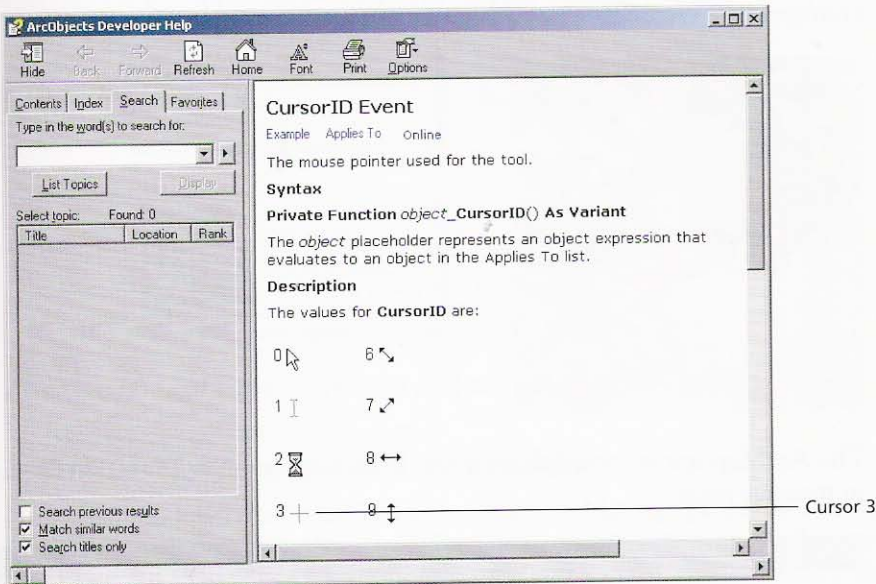 ArcObjects Developer Help
Hide Back Forward Refresh Home Font Print Options
Contents Index Search Favorites
Type in the word(s) to search for:
List Topics Display
Select topic: Found: 0
Title Location Rank
Search previous results
Match similar words
Search titles only
CursorID Event
Example Applies To Online
The mouse pointer used for the tool.
Syntax
Private Function object_CursorID() As Variant
The object placeholder represents an object expression that
evaluates to an object in the Applies To list.
Description
The values for CursorID are:
0 6
1 7
2 8
3 9
Cursor 3